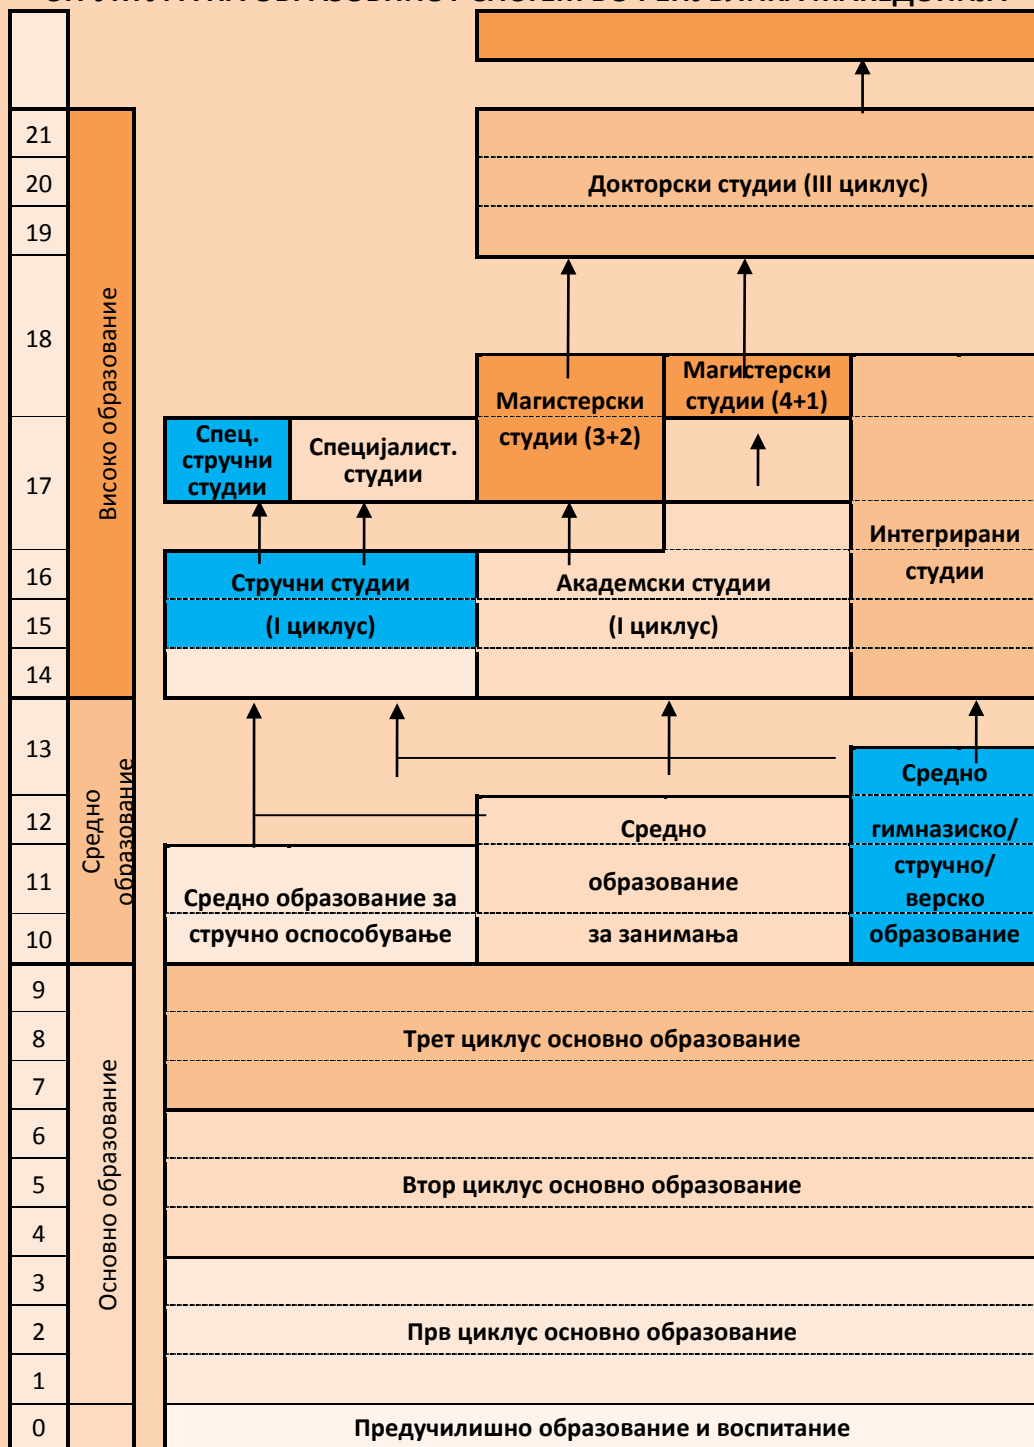 21
20
Докторски студии (III циклус)
19
18
Високо образование
Магистерски
студии (3+2)
Магистерски
студии (4+1)
17
Спец.
стручни
студии
Специјалист.
студии
Интегрирани
студии
16
Стручни студии
(I циклус)
Академски студии
(I циклус)
15
14
13
Средно
образование
12
11
10
Средно образование за
стручно оспособување
Средно
образование
за занимања
Средно
гимназиско/
стручно/
верско
образование
9
8
Трет циклус основно образование
7
Основно образование
6
5
Втор циклус основно образование
4
3
2
Прв циклус основно образование
1
0
Предучилишно образование и воспитание